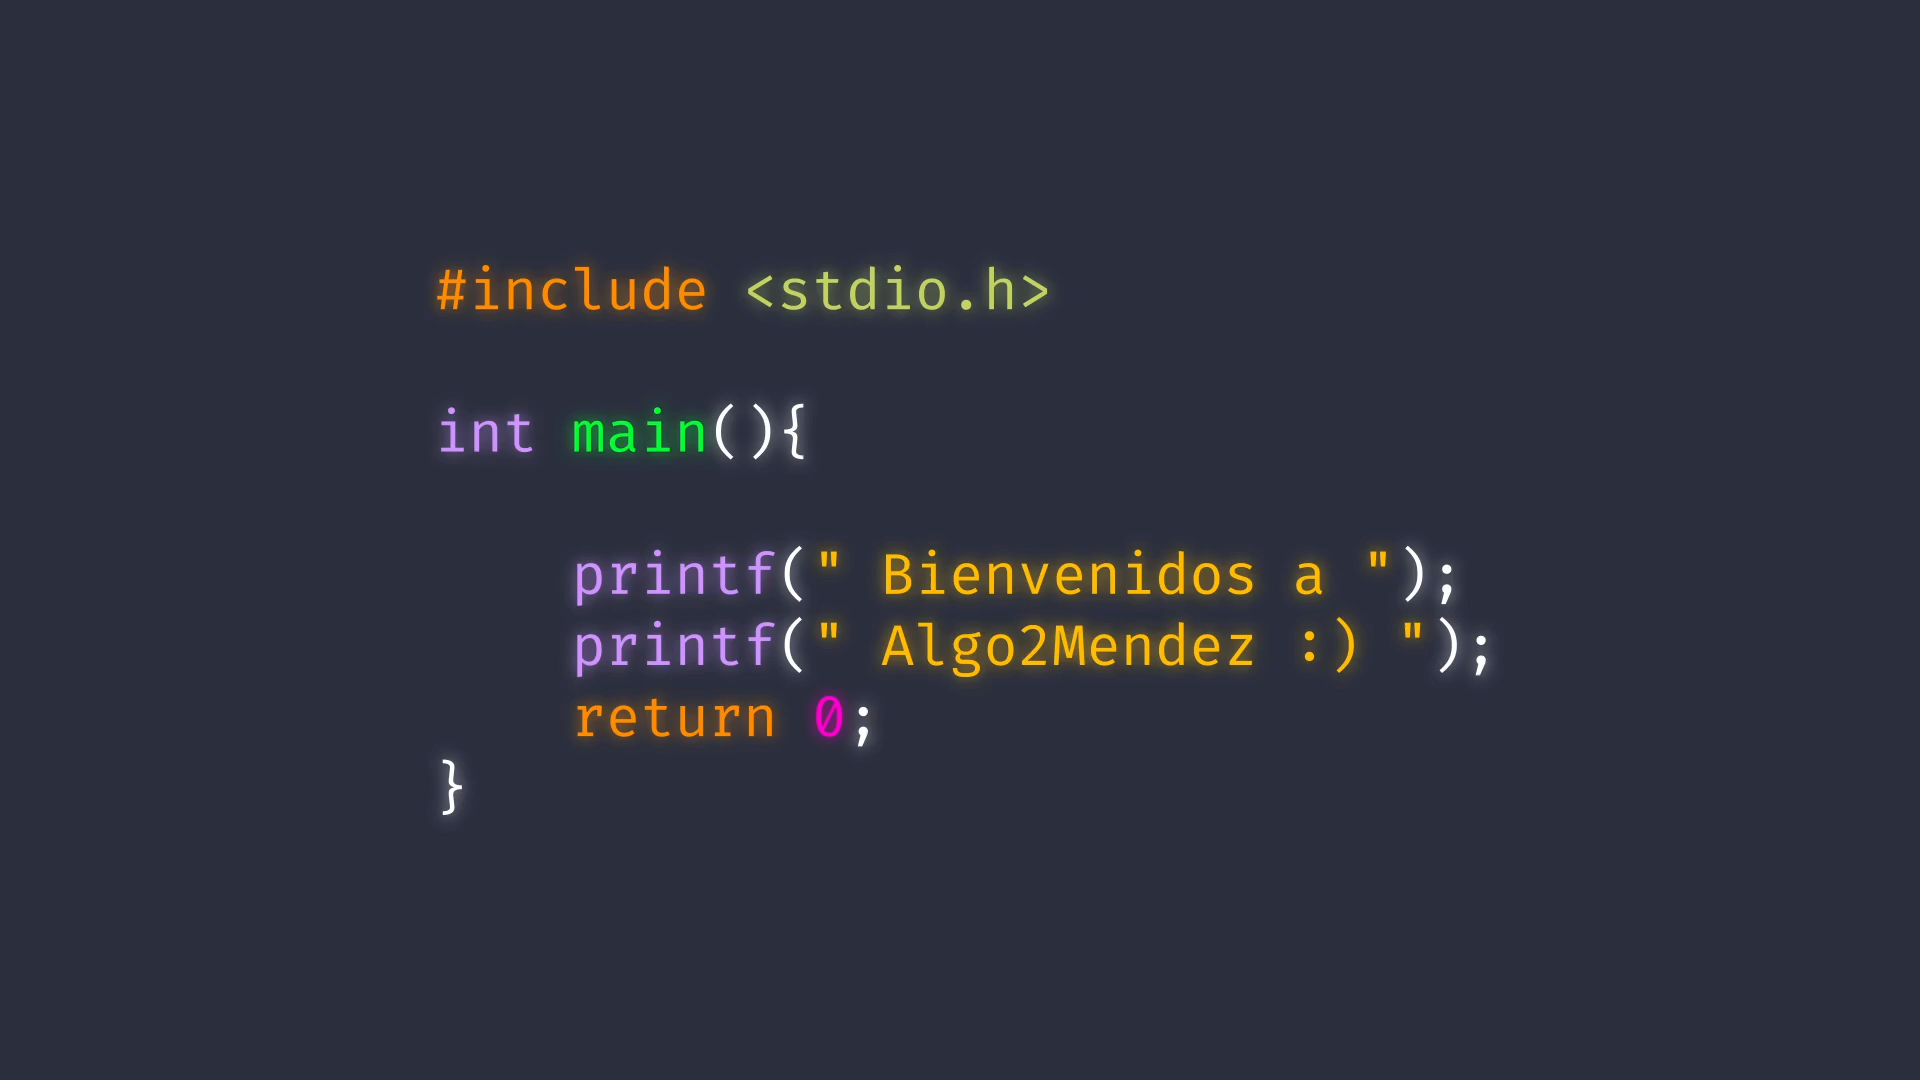 #include <stdio.h>
int main(){
printf(" Bienvenidos a ");
printf(" Algo2Mendez :) ");
return 0;
}